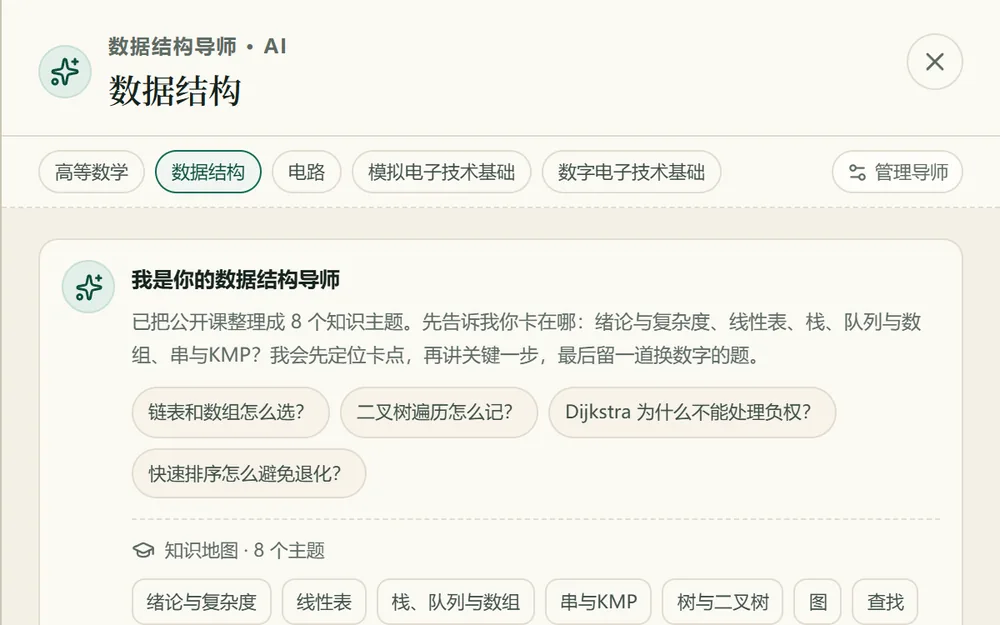 数据结构导师 • AI
数据结构
高等数学 数据结构 电路 模拟电子技术基础 数字电子技术基础 管理导师
我是你的数据结构导师
已把公开课整理成 8 个知识主题。先告诉我你卡在哪：绪论与复杂度、线性表、栈、队列与数
组、串与KMP？我会先定位卡点，再讲关键一步，最后留一道换数字的题。
链表和数组怎么选？ 二叉树遍历怎么记？ Dijkstra 为什么不能处理负权？
快速排序怎么避免退化？
知识地图 · 8 个主题
绪论与复杂度 线性表 栈、队列与数组 串与KMP 树与二叉树 图 查找